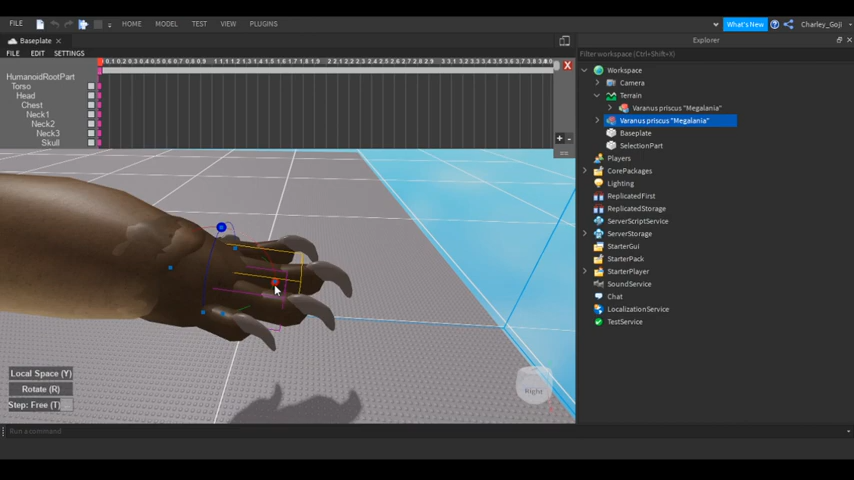 FILE HOME MODEL TEST VIEW PLUGINS What's New Charley_Goji
Baseplate Explorer
FILE EDIT SETTINGS
Filter workspace (Ctrl+Shift+X)
HumanoidRootPart
Torso
Head
Chest
Neck1
Neck2
Neck3
Skull
Local Space (Y)
Rotate (R)
Step: Free (T)
Right
Workspace
Camera
Terrain
Varanus priscus "Megalania"
Varanus priscus "Megalania"
Baseplate
SelectionPart
Players
CorePackages
Lighting
ReplicatedFirst
ReplicatedStorage
ServerScriptService
ServerStorage
StarterGui
StarterPack
StarterPlayer
SoundService
Chat
LocalizationService
TestService
Run a command